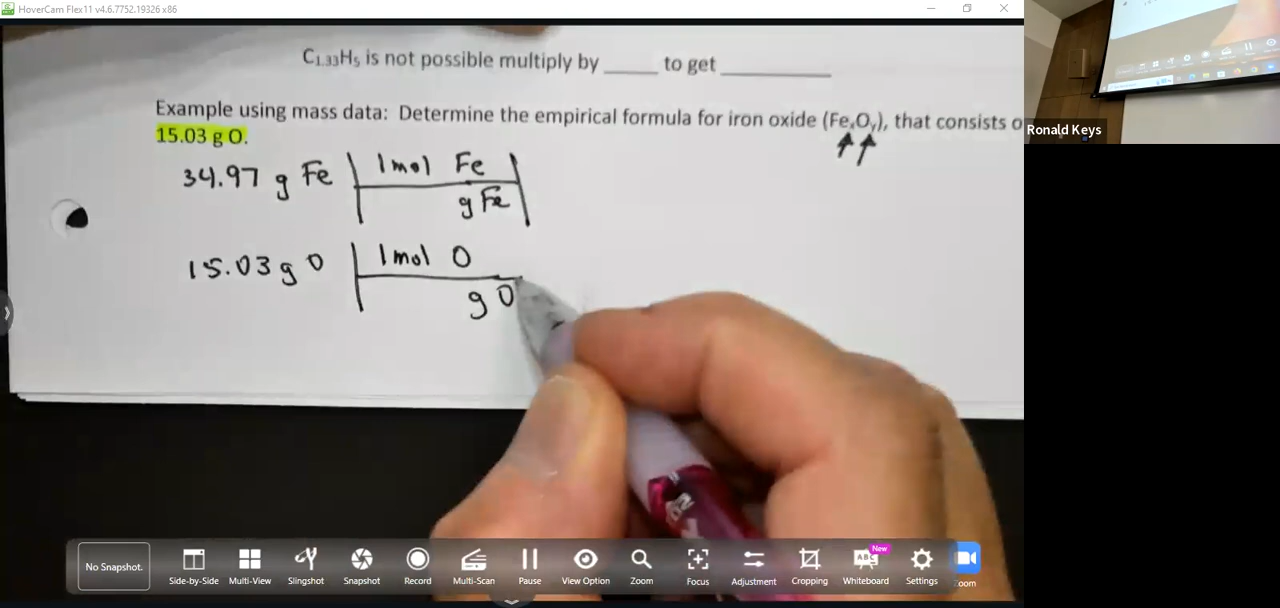 HoverCam Flex11 v4.6.7752.19326 x86
C1.33H5 is not possible multiply by _____ to get __________
Example using mass data: Determine the empirical formula for iron oxide (FexOy), that consists o
15.03 g O.
34.97 g Fe | 1 mol Fe
g Fe
15.03 g O | 1 mol O
g O
Ronald Keys
No Snapshot.
Side-by-Side Multi-View Slingshot Snapshot Record Multi-Scan Pause View Option Zoom Focus Adjustment Cropping Whiteboard Settings Zoom
ABC New